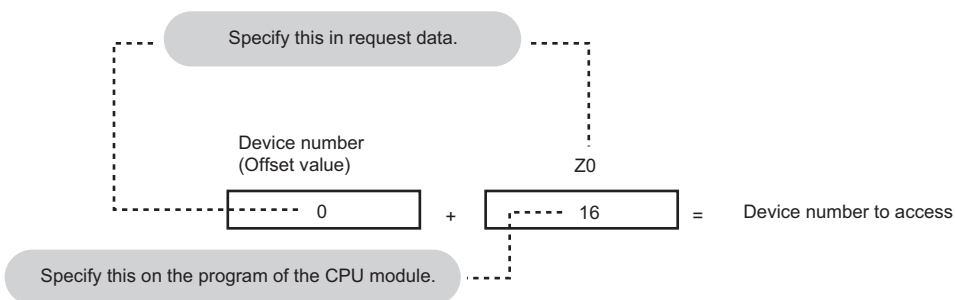 Specify this in request data.
Device number
(Offset value)
Z0
0 + 16 = Device number to access
Specify this on the program of the CPU module.